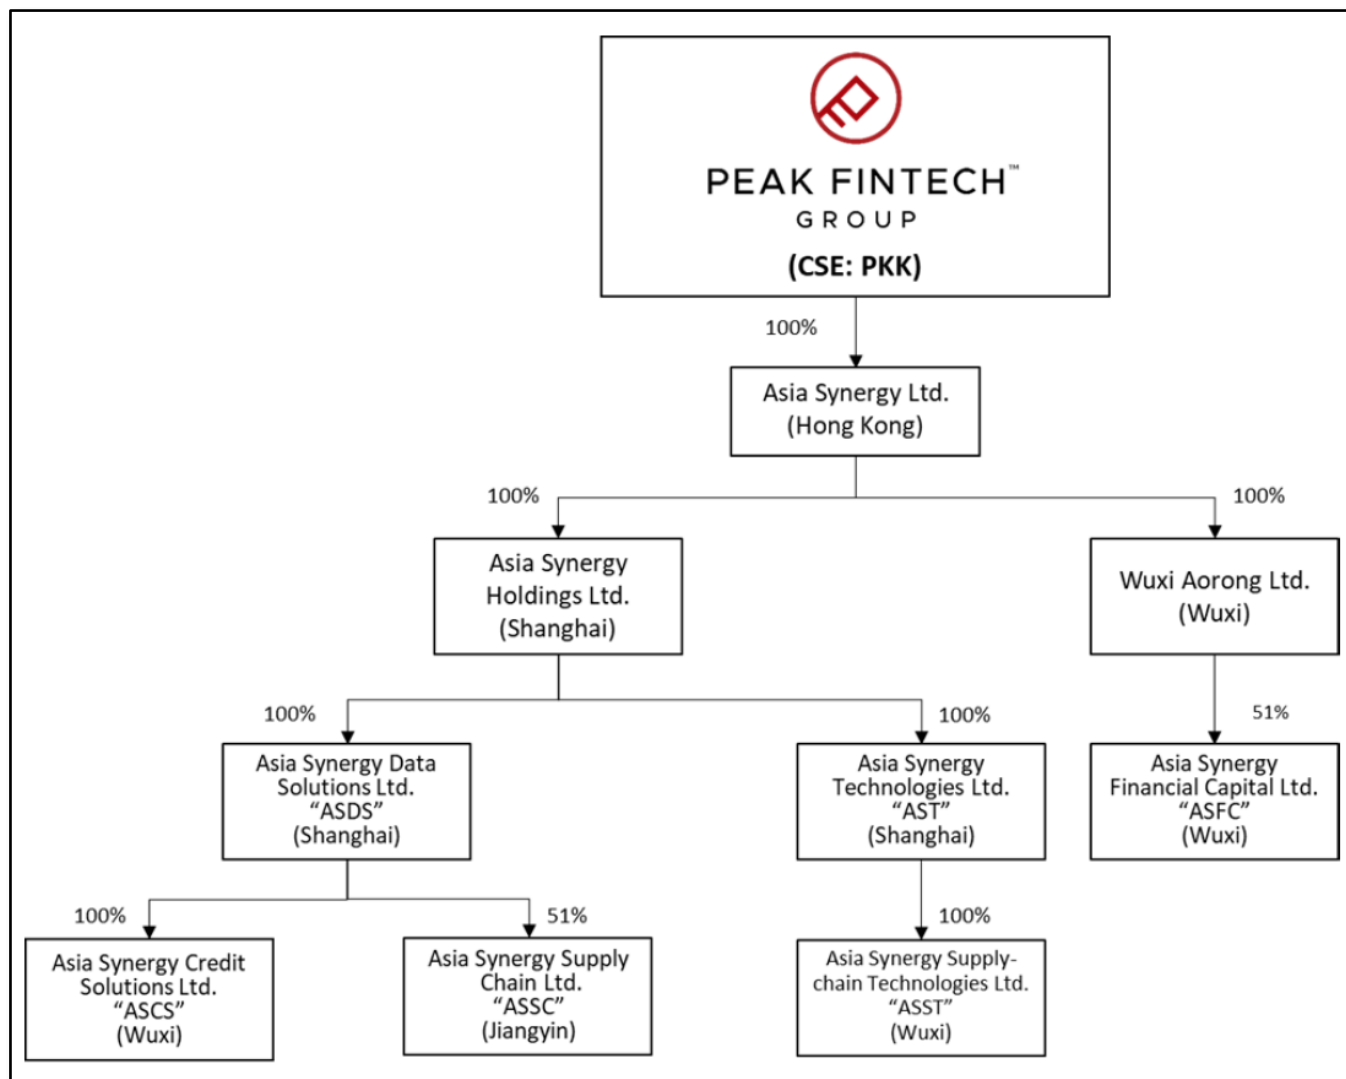 PEAK FINTECH™
GROUP
(CSE: PKK)
100%
Asia Synergy Ltd.
(Hong Kong)
100%
100%
Asia Synergy
Holdings Ltd.
(Shanghai)
Wuxi Aorong Ltd.
(Wuxi)
100%
100%
51%
Asia Synergy Data
Solutions Ltd.
“ASDS”
(Shanghai)
Asia Synergy
Technologies Ltd.
“AST”
(Shanghai)
Asia Synergy
Financial Capital Ltd.
“ASFC”
(Wuxi)
100%
51%
100%
Asia Synergy Credit
Solutions Ltd.
“ASCS”
(Wuxi)
Asia Synergy Supply
Chain Ltd.
“ASSC”
(Jiangyin)
Asia Synergy Supply-
chain Technologies Ltd.
“ASST”
(Wuxi)